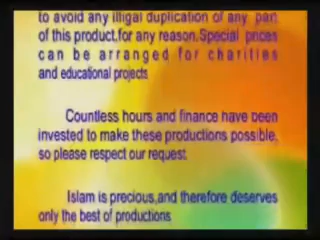 to avoid any illigal duplication of any part
of this product,for any reason.Special prices
can be arranged for charities
and educational projects
Countless hours and finance have been
invested to make these productions possible,
so please respect our request
Islam is precious,and therefore deserves
only the best of productions